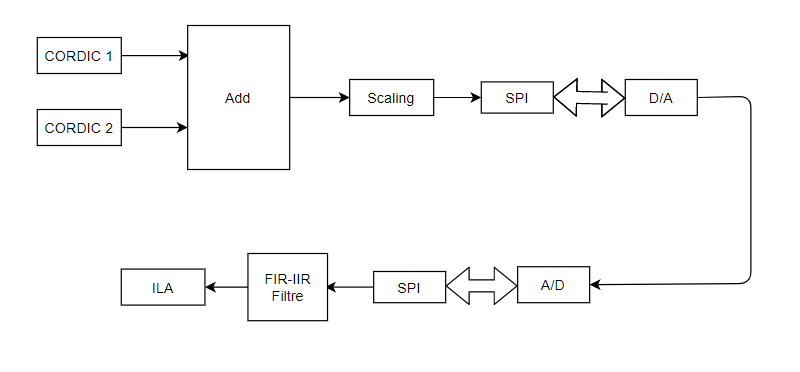 CORDIC 1
CORDIC 2
Add
Scaling
SPI
D/A
ILA
FIR-IIR
Filtre
SPI
A/D